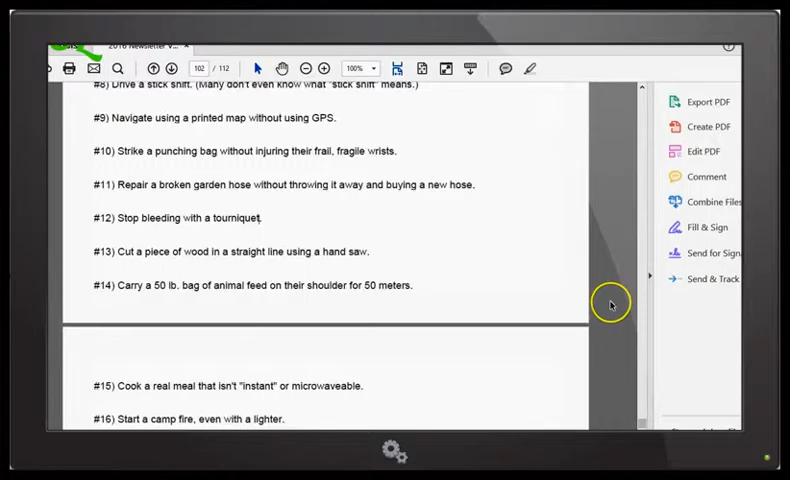 2016 Newsletter V... ×
102 / 112
100%
#8) Drive a stick shift. (Many don't even know what "stick shift" means.)
#9) Navigate using a printed map without using GPS.
#10) Strike a punching bag without injuring their frail, fragile wrists.
#11) Repair a broken garden hose without throwing it away and buying a new hose.
#12) Stop bleeding with a tourniquet.
#13) Cut a piece of wood in a straight line using a hand saw.
#14) Carry a 50 lb. bag of animal feed on their shoulder for 50 meters.
#15) Cook a real meal that isn't "instant" or microwaveable.
#16) Start a camp fire, even with a lighter.
Export PDF
Create PDF
Edit PDF
Comment
Combine Files
Fill & Sign
Send for Sign
Send & Track